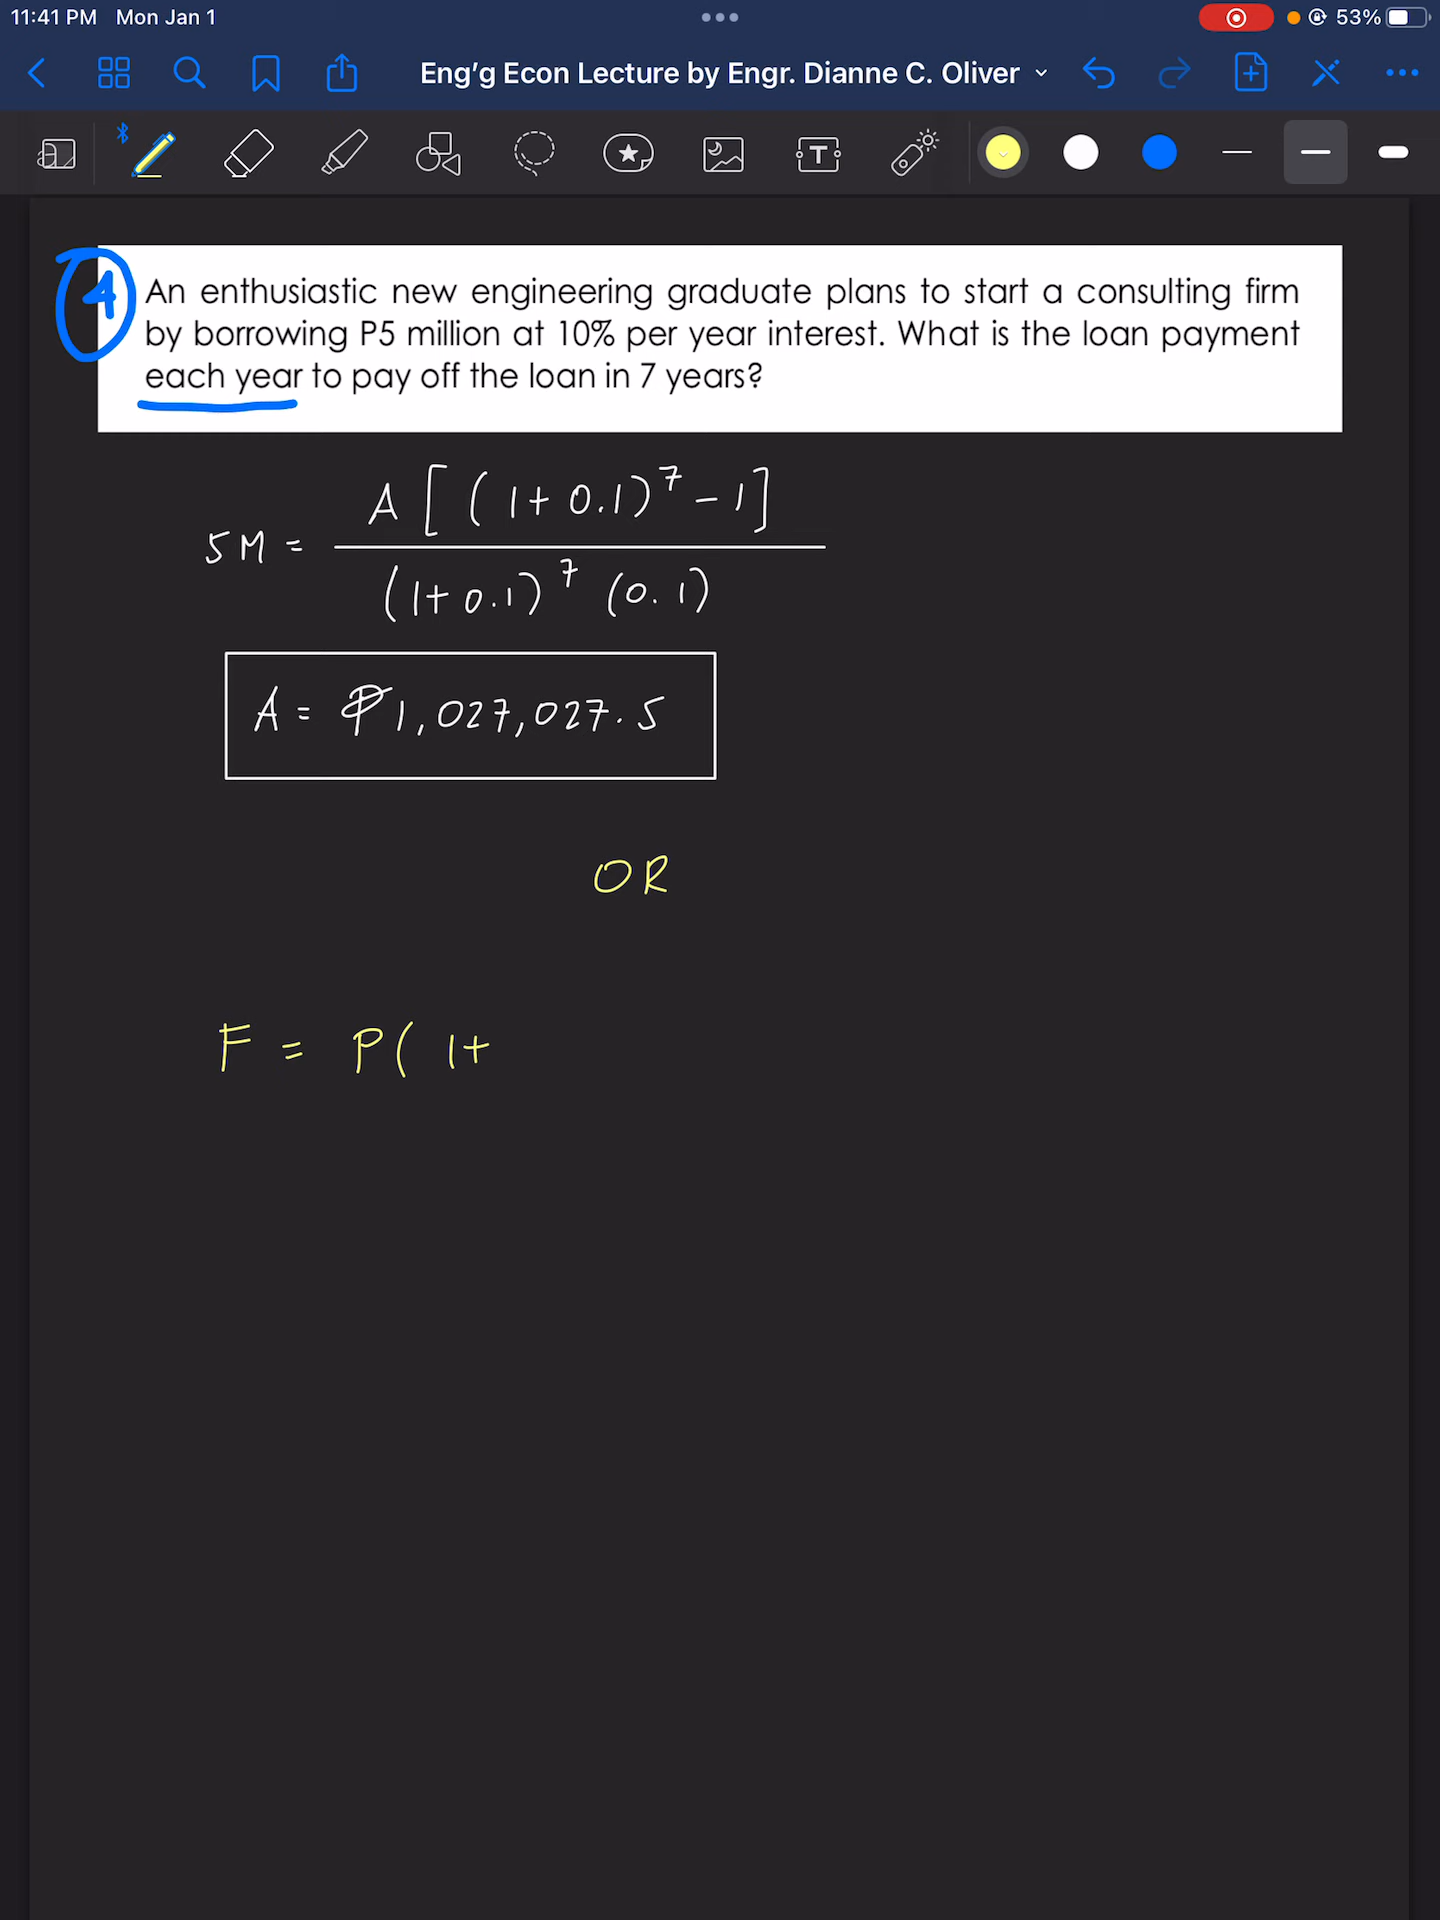 11:41 PM Mon Jan 1
53%
Eng'g Econ Lecture by Engr. Dianne C. Oliver
4
An enthusiastic new engineering graduate plans to start a consulting firm
by borrowing P5 million at 10% per year interest. What is the loan payment
each year to pay off the loan in 7 years?
A [ ( 1+ 0.1)⁷ - 1]
5M =
(1+0.1)⁷ (0.1)
A = ₱1,027,027.5
OR
F = P( 1+